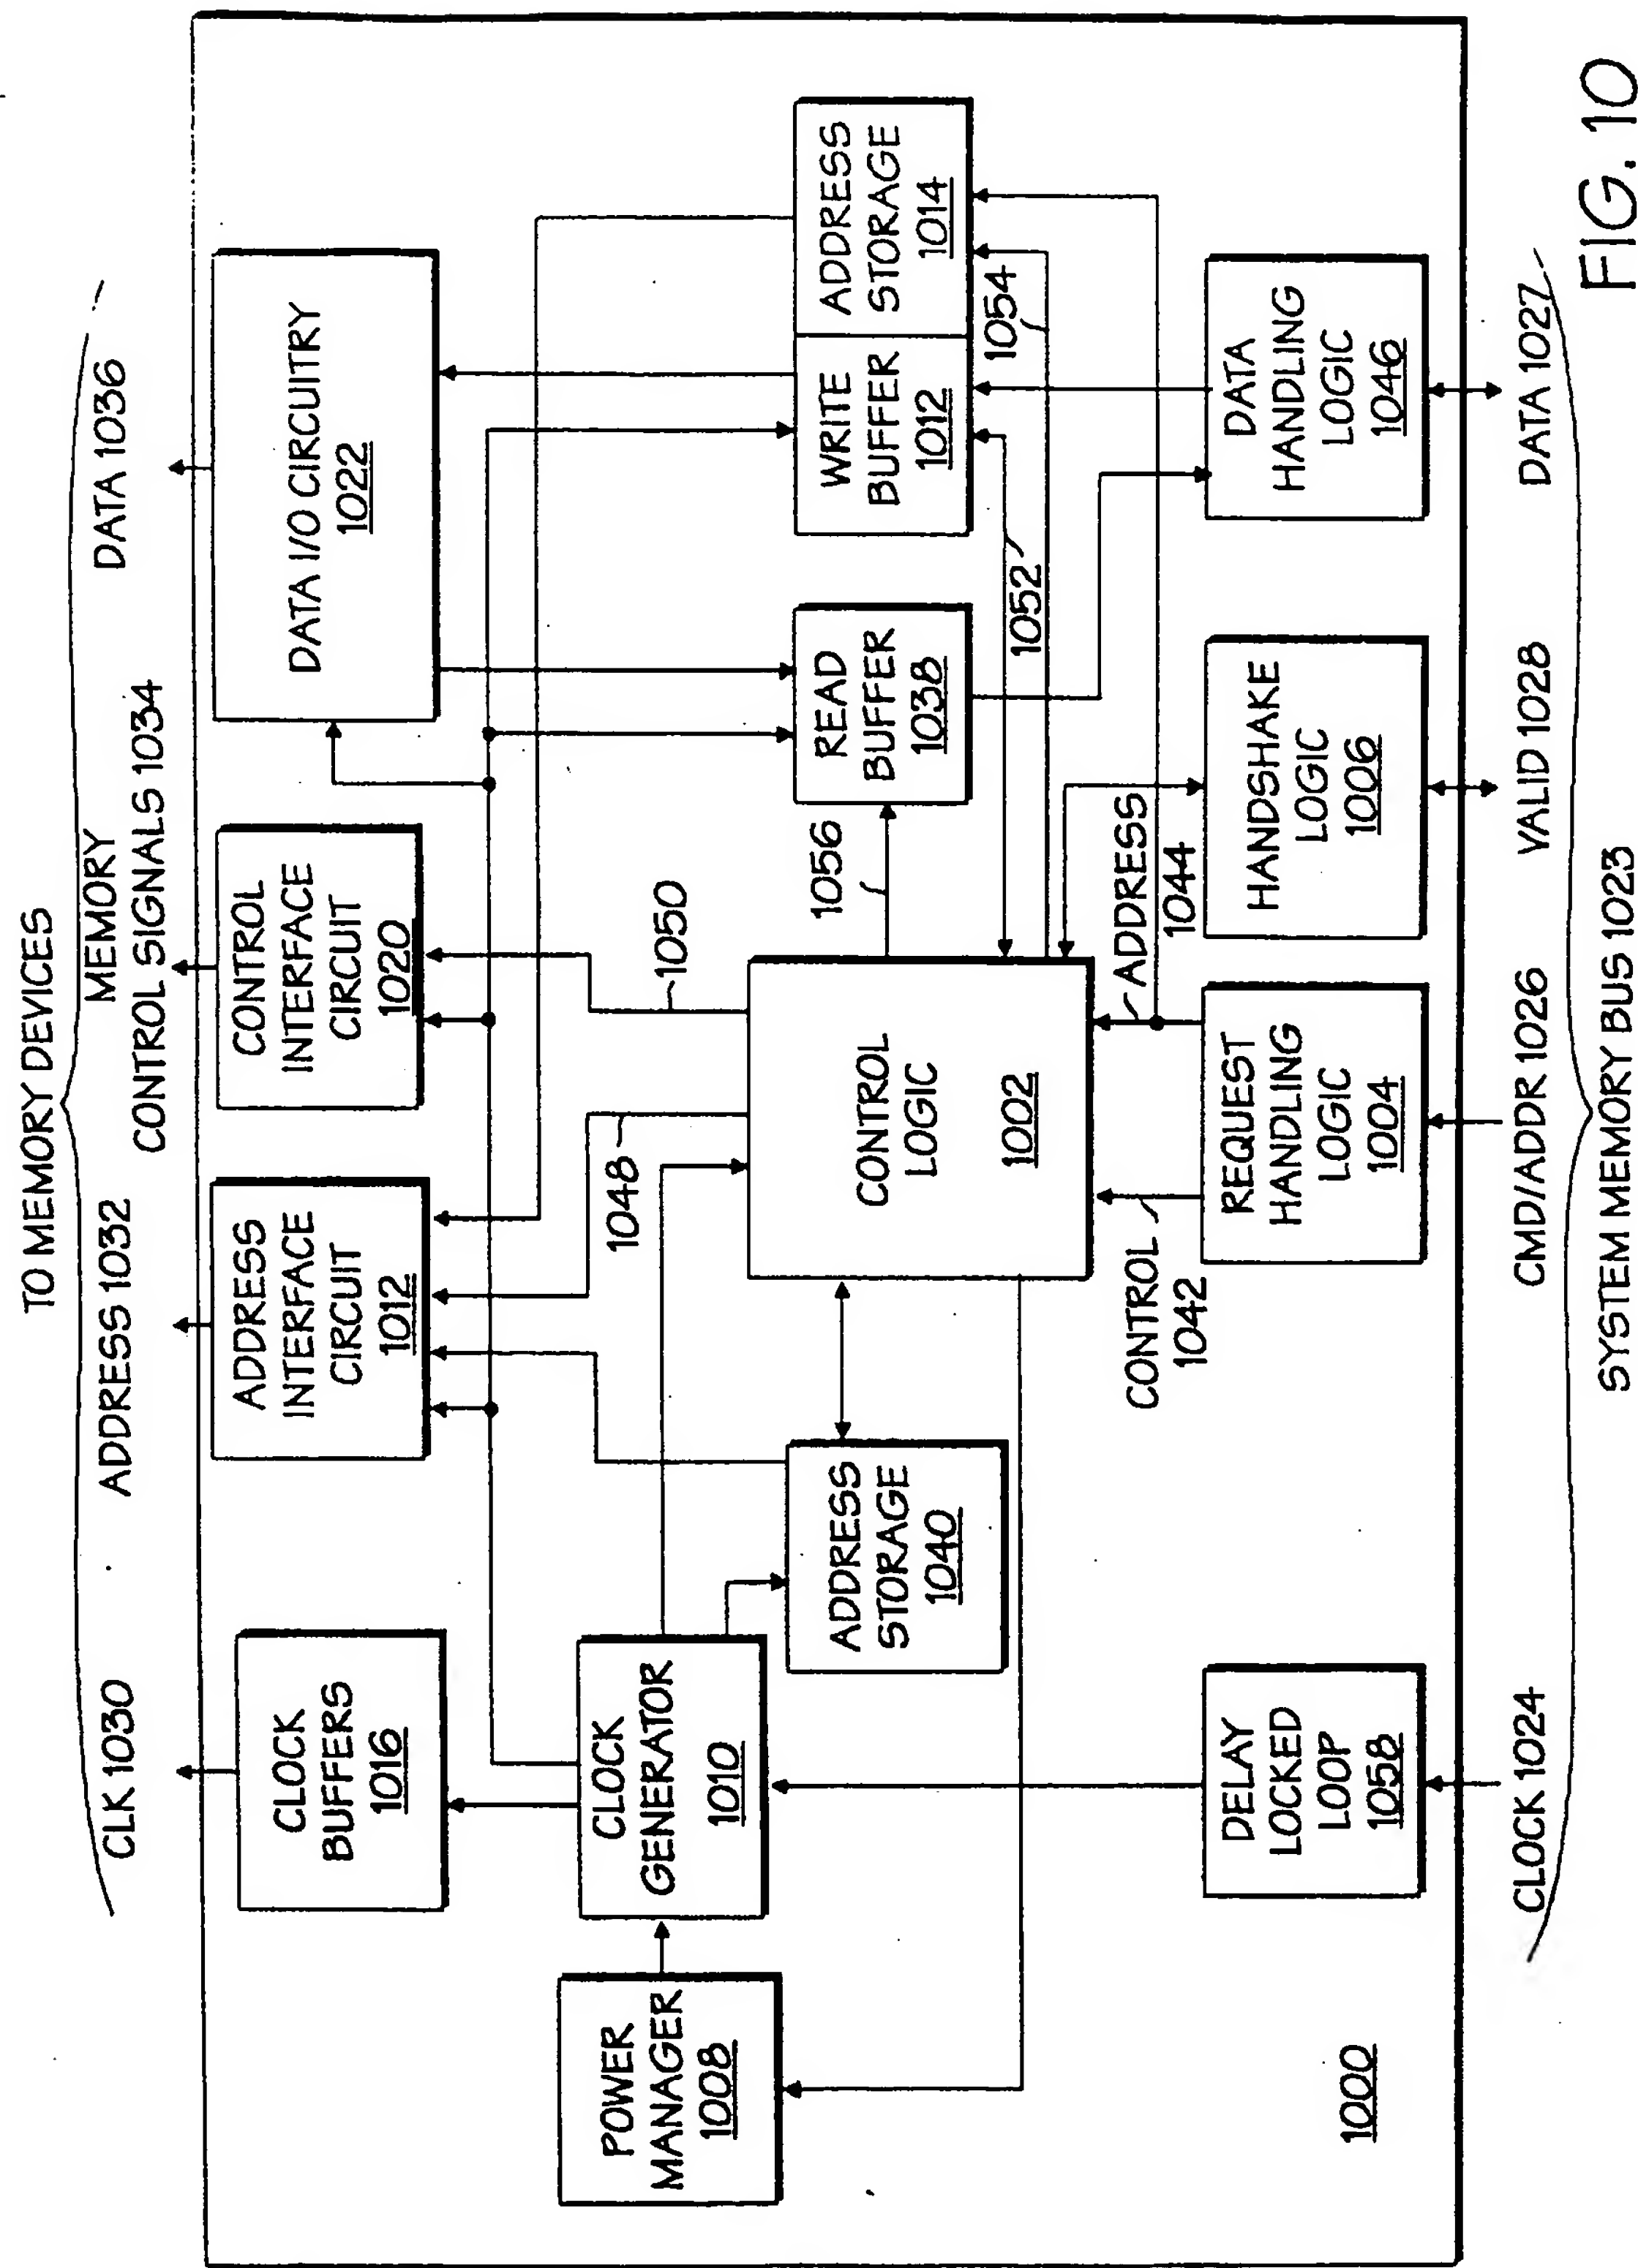 TO MEMORY DEVICES
CLK 1030
ADDRESS 1032
MEMORY
CONTROL SIGNALS 1034
DATA 1036
CLOCK
BUFFERS
1016
ADDRESS
INTERFACE
CIRCUIT
1012
CONTROL
INTERFACE
CIRCUIT
1020
DATA I/O CIRCUITRY
1022
POWER
MANAGER
1008
CLOCK
GENERATOR
1010
1048
1050
ADDRESS
STORAGE
1040
CONTROL
LOGIC
1002
1056
READ
BUFFER
1038
WRITE
BUFFER
1012
ADDRESS
STORAGE
1014
1052
1054
CONTROL
1042
ADDRESS
1044
DELAY
LOCKED
LOOP
1058
REQUEST
HANDLING
LOGIC
1004
HANDSHAKE
LOGIC
1006
DATA
HANDLING
LOGIC
1046
1000
CLOCK 1024
CMD/ADDR 1026
VALID 1028
DATA 1027
SYSTEM MEMORY BUS 1023
FIG. 10